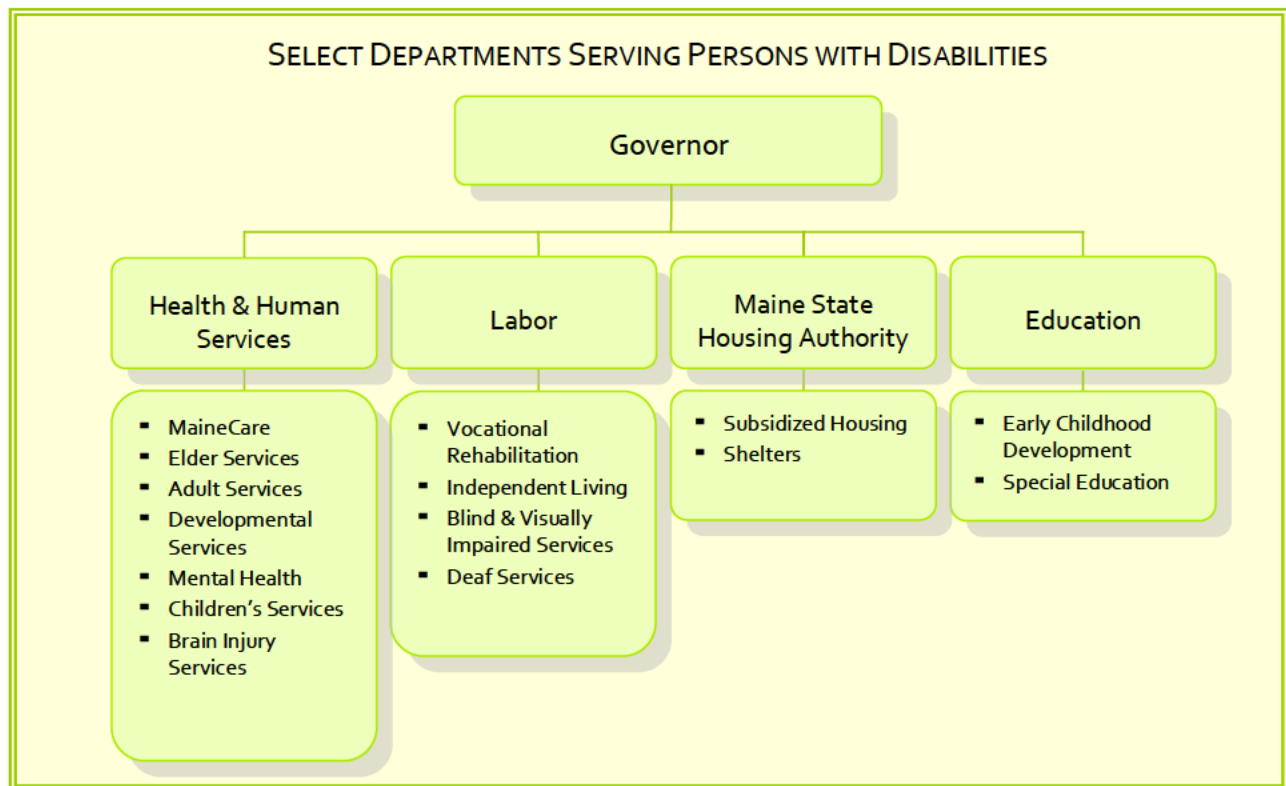 SELECT DEPARTMENTS SERVING PERSONS WITH DISABILITIES
Governor
Health & Human
Services
▪ MaineCare
▪ Elder Services
▪ Adult Services
▪ Developmental
Services
▪ Mental Health
▪ Children's Services
▪ Brain Injury
Services
Labor
▪ Vocational
Rehabilitation
▪ Independent Living
▪ Blind & Visually
Impaired Services
▪ Deaf Services
Maine State
Housing Authority
▪ Subsidized Housing
▪ Shelters
Education
▪ Early Childhood
Development
▪ Special Education